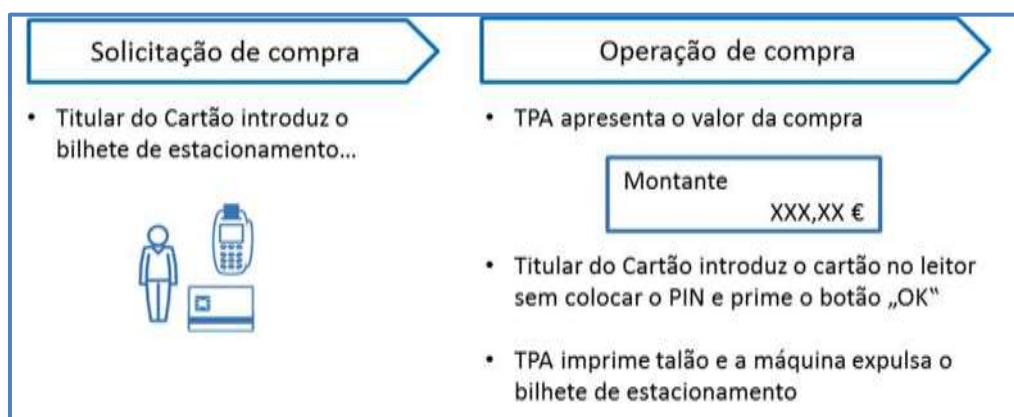 Solicitação de compra
• Titular do Cartão introduz o
bilhete de estacionamento...
Operação de compra
• TPA apresenta o valor da compra
Montante
XXX,XX €
• Titular do Cartão introduz o cartão no leitor
sem colocar o PIN e prime o botão „OK‟
• TPA imprime talão e a máquina expulsa o
bilhete de estacionamento